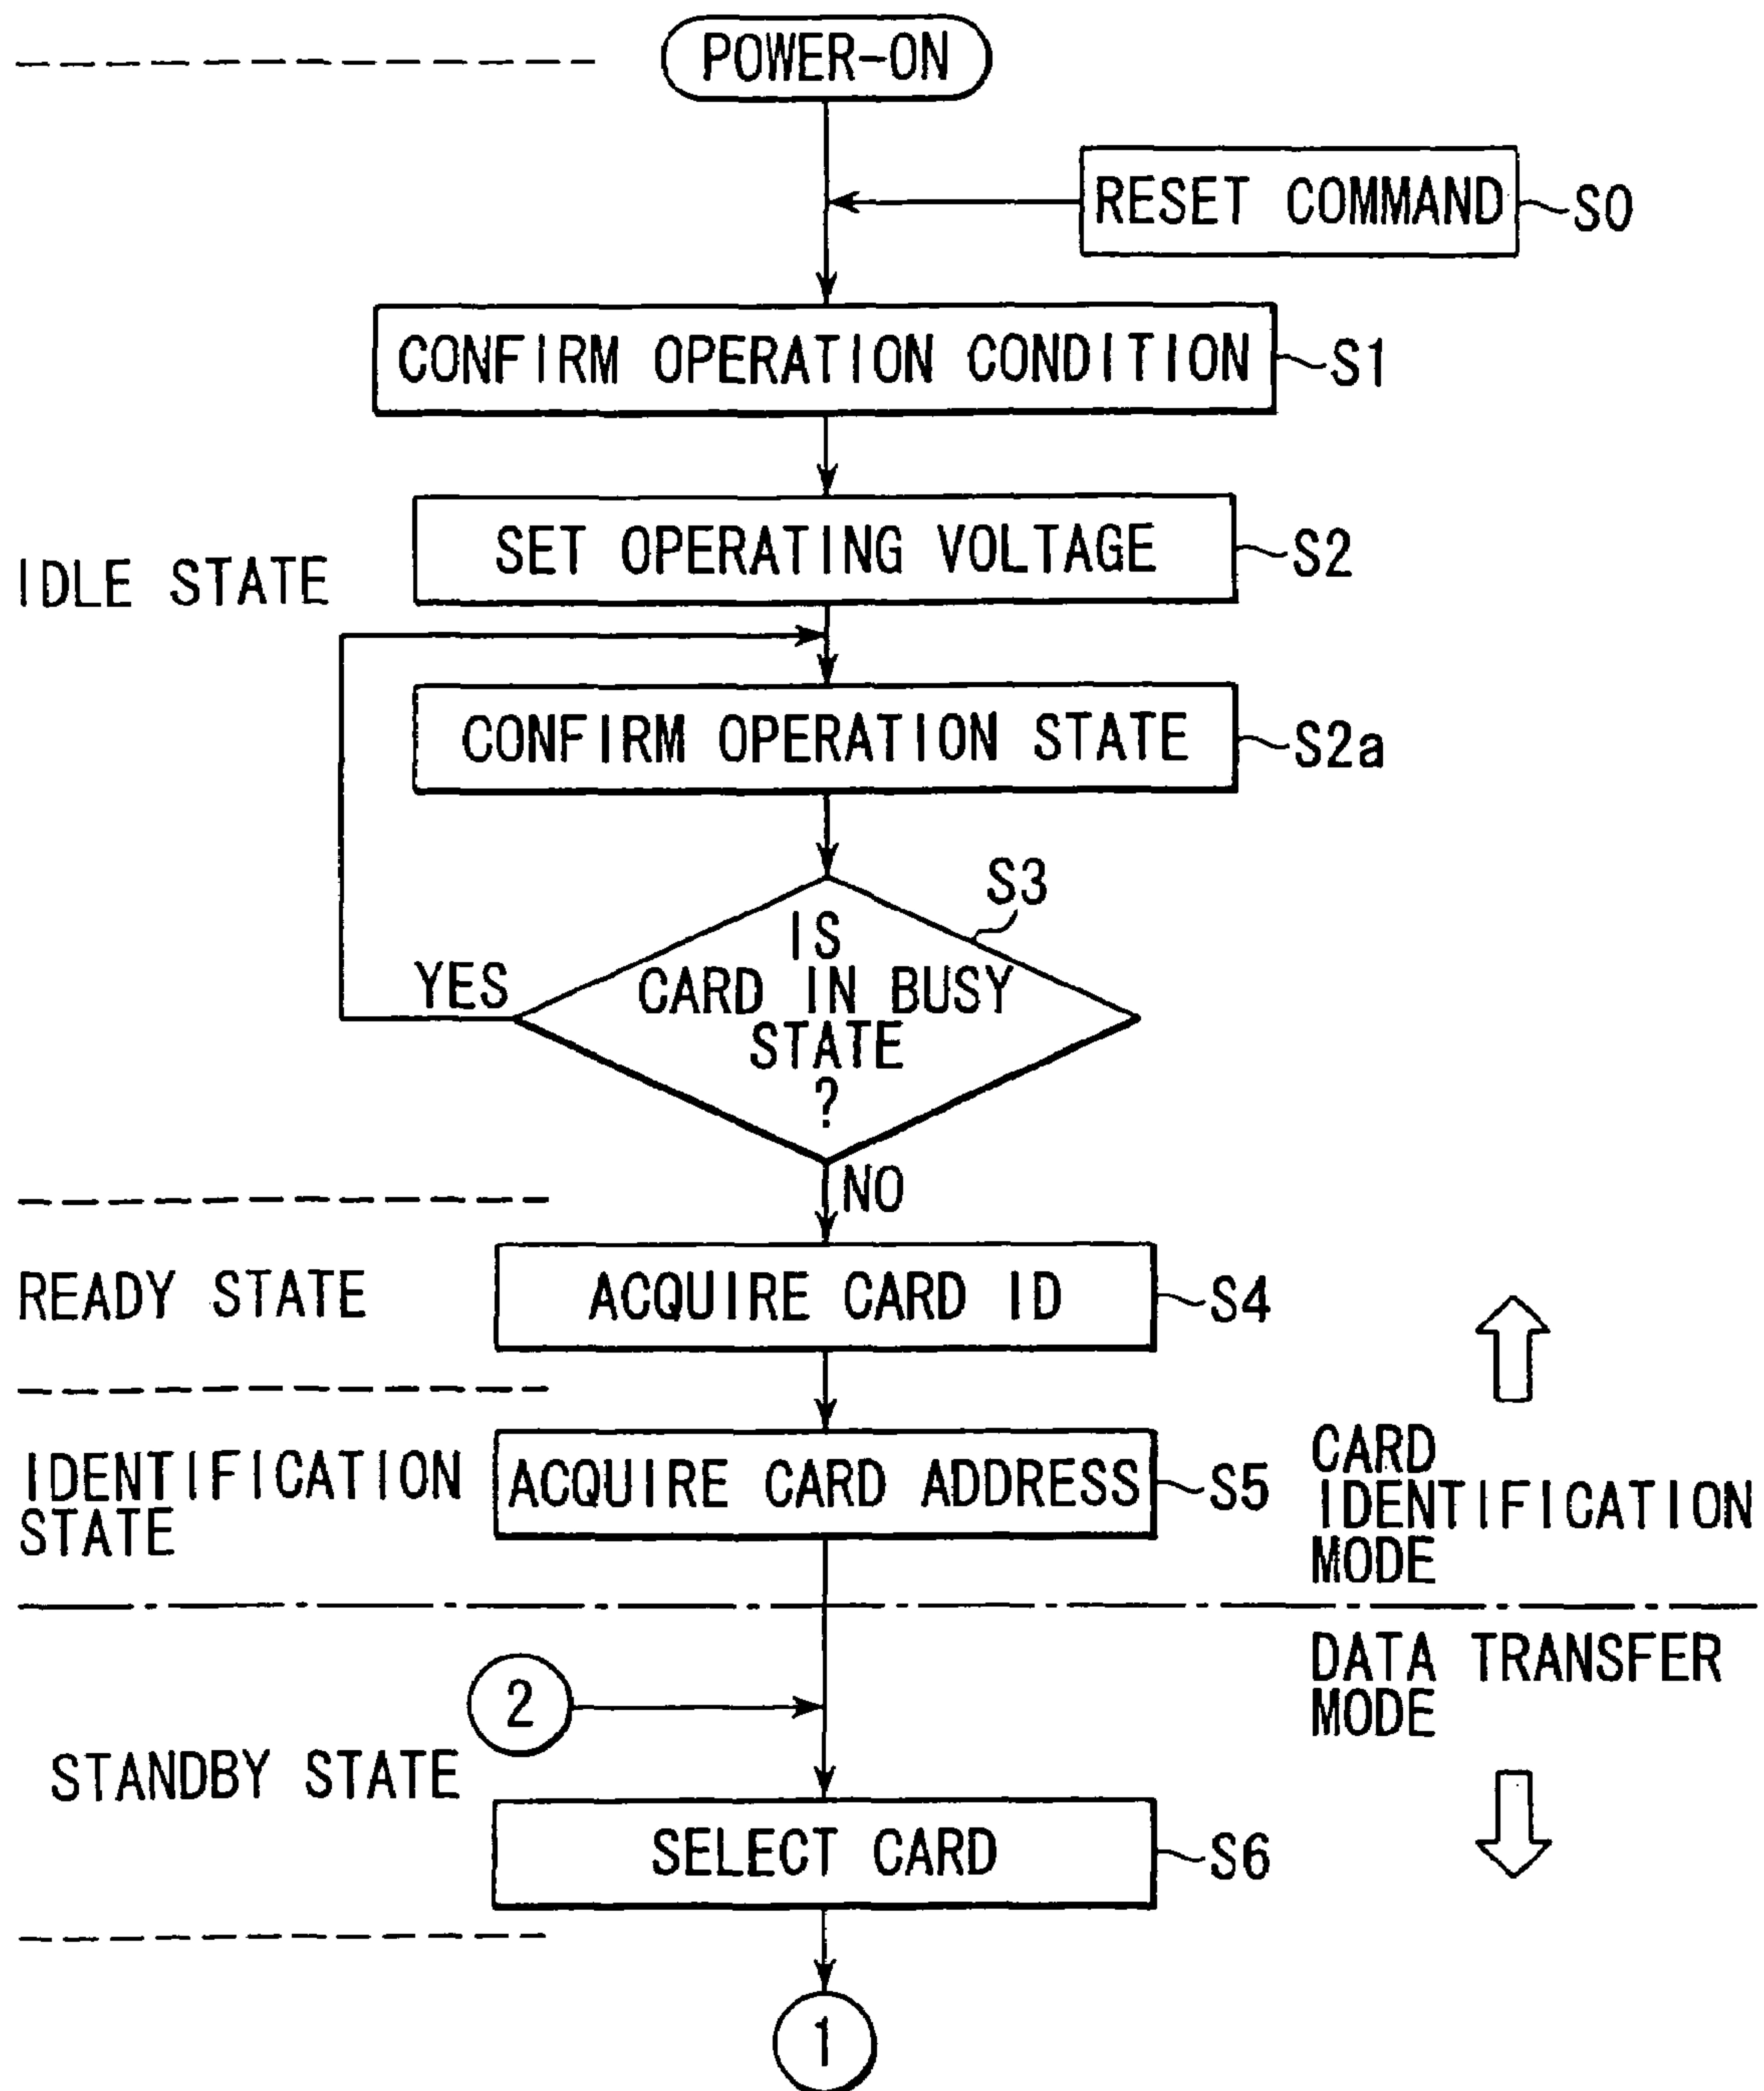 POWER-ON
RESET COMMAND
S0
CONFIRM OPERATION CONDITION
S1
SET OPERATING VOLTAGE
S2
IDLE STATE
CONFIRM OPERATION STATE
S2a
S3
IS
CARD IN BUSY
STATE
?
YES
NO
READY STATE
ACQUIRE CARD ID
S4
IDENTIFICATION
STATE
ACQUIRE CARD ADDRESS
S5
CARD
IDENTIFICATION
MODE
DATA TRANSFER
MODE
2
STANDBY STATE
SELECT CARD
S6
1